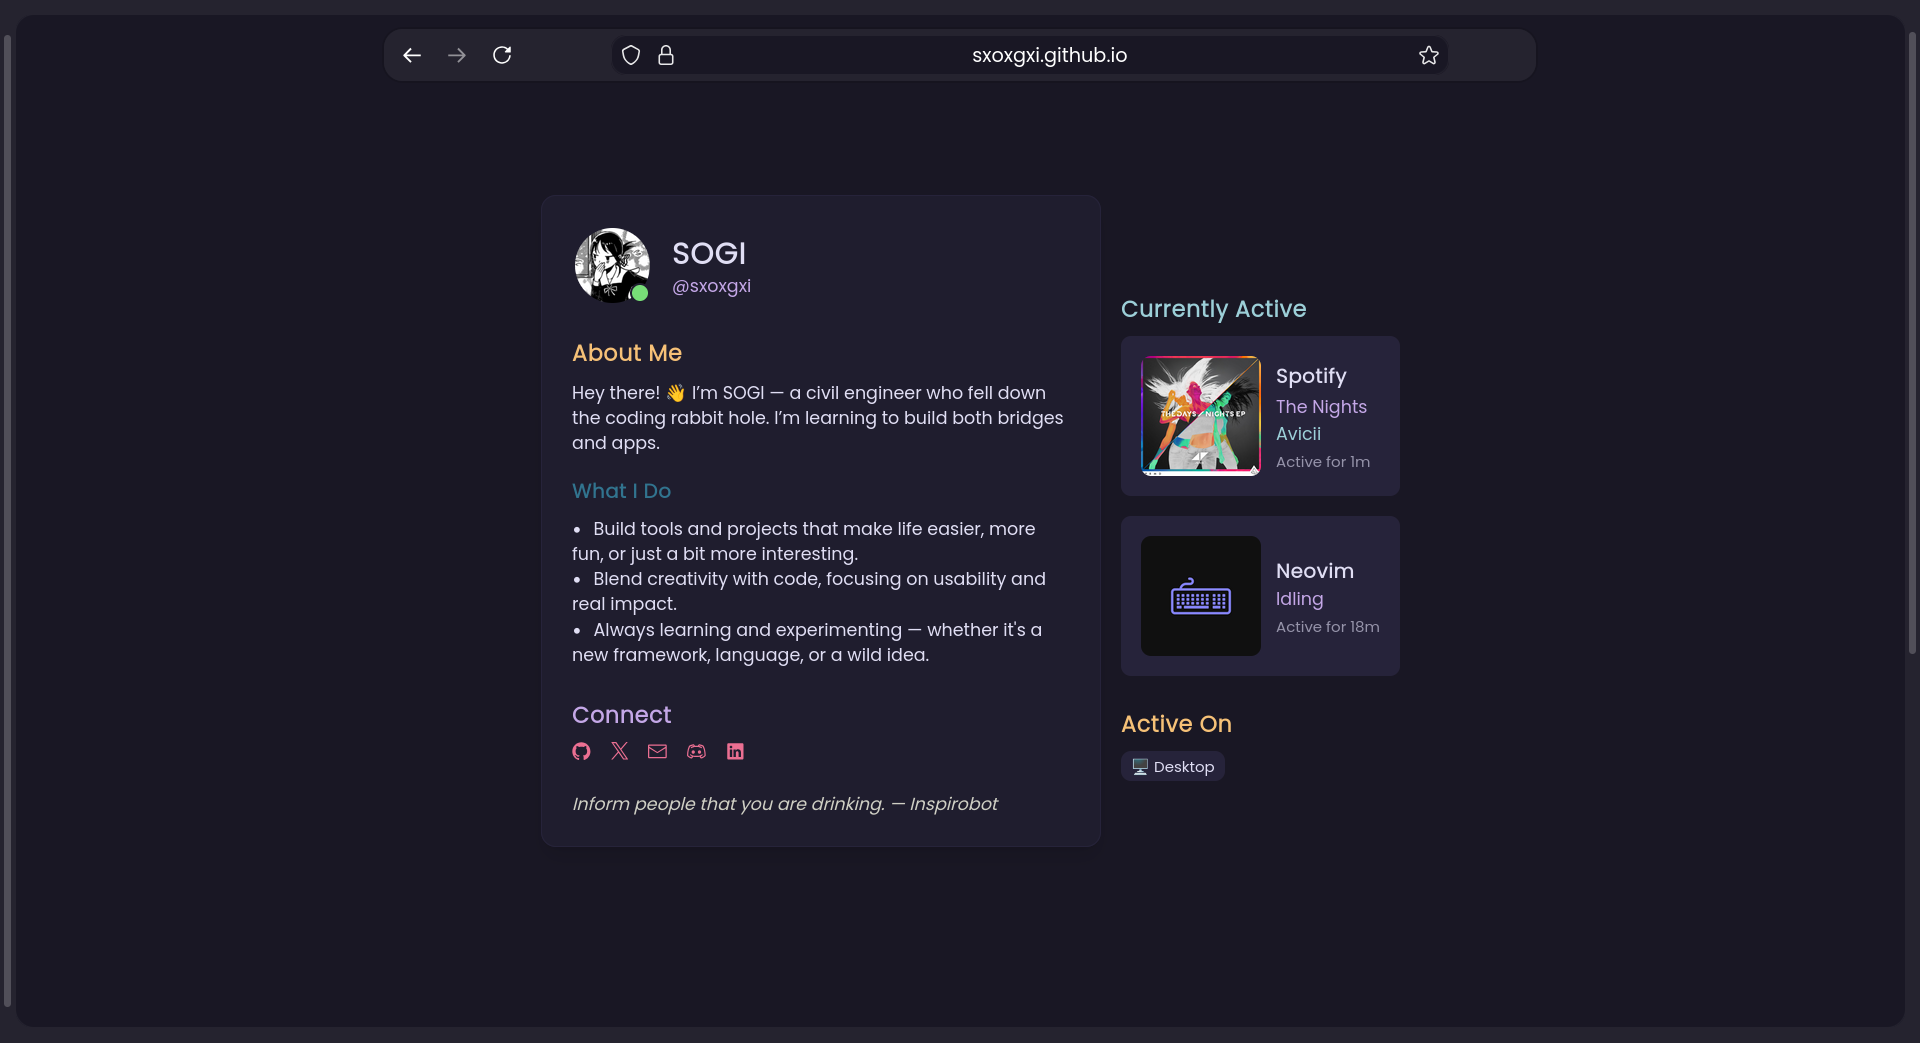 sxoxgxi.github.io
SOGI
@sxoxgxi
About Me
Hey there! 👋 I’m SOGI — a civil engineer who fell down
the coding rabbit hole. I’m learning to build both bridges
and apps.
What I Do
• Build tools and projects that make life easier, more
fun, or just a bit more interesting.
• Blend creativity with code, focusing on usability and
real impact.
• Always learning and experimenting — whether it's a
new framework, language, or a wild idea.
Connect
Inform people that you are drinking. — Inspirobot
Currently Active
THE DAYS / NIGHTS EP
Spotify
The Nights
Avicii
Active for 1m
Neovim
Idling
Active for 18m
Active On
🖥️ Desktop